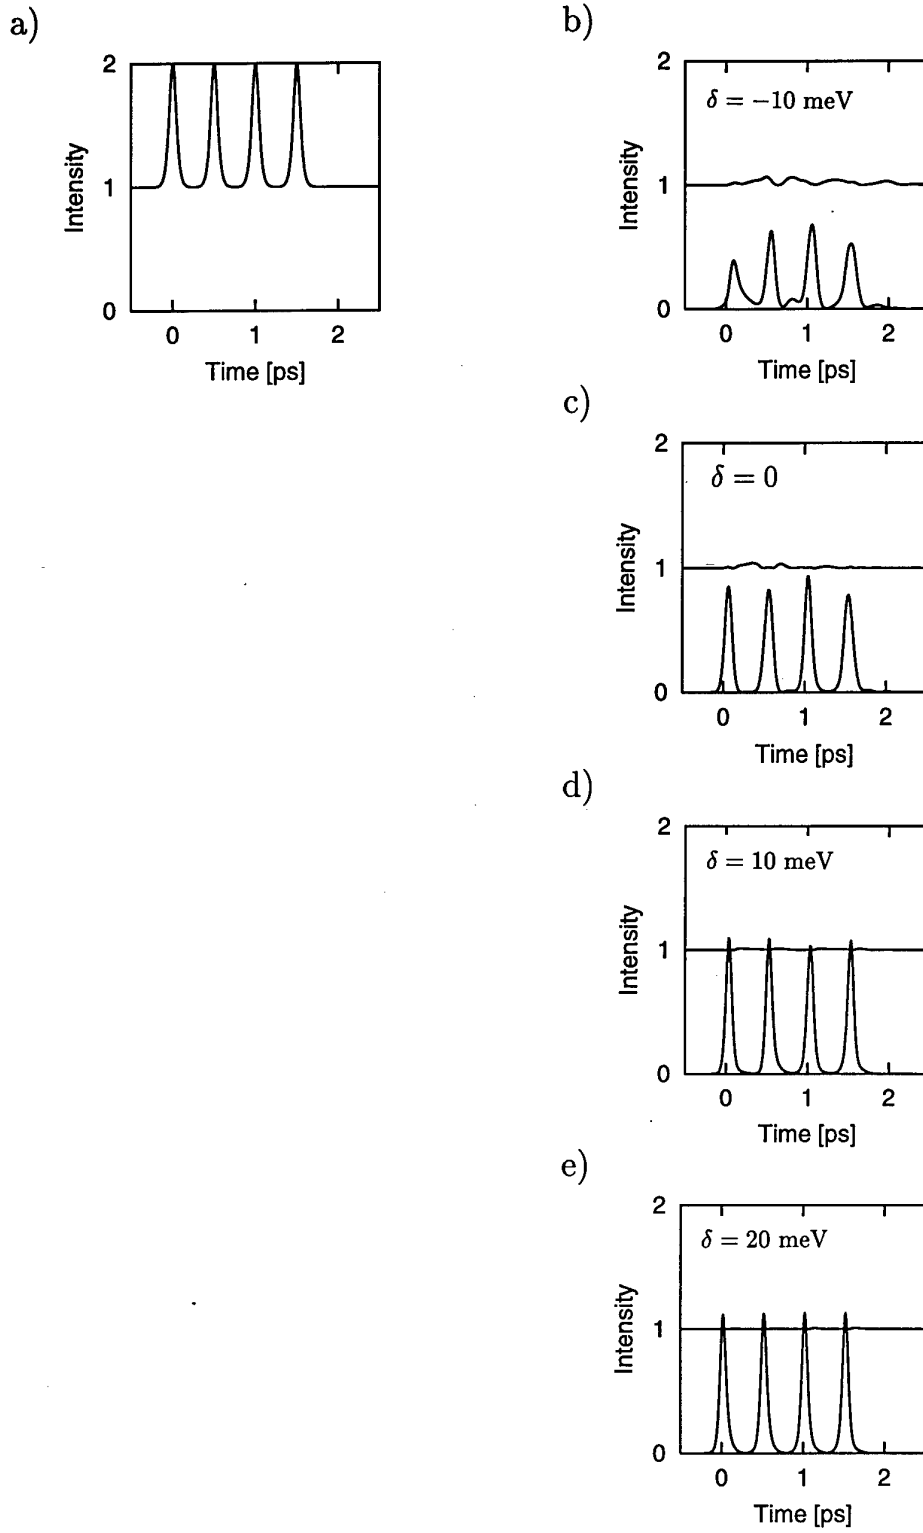 a)
2
1
0
Intensity
0 1 2
Time [ps]
b)
δ = −10 meV
2
1
0
Intensity
0 1 2
Time [ps]
c)
δ = 0
2
1
0
Intensity
0 1 2
Time [ps]
d)
δ = 10 meV
2
1
0
Intensity
0 1 2
Time [ps]
e)
δ = 20 meV
2
1
0
Intensity
0 1 2
Time [ps]